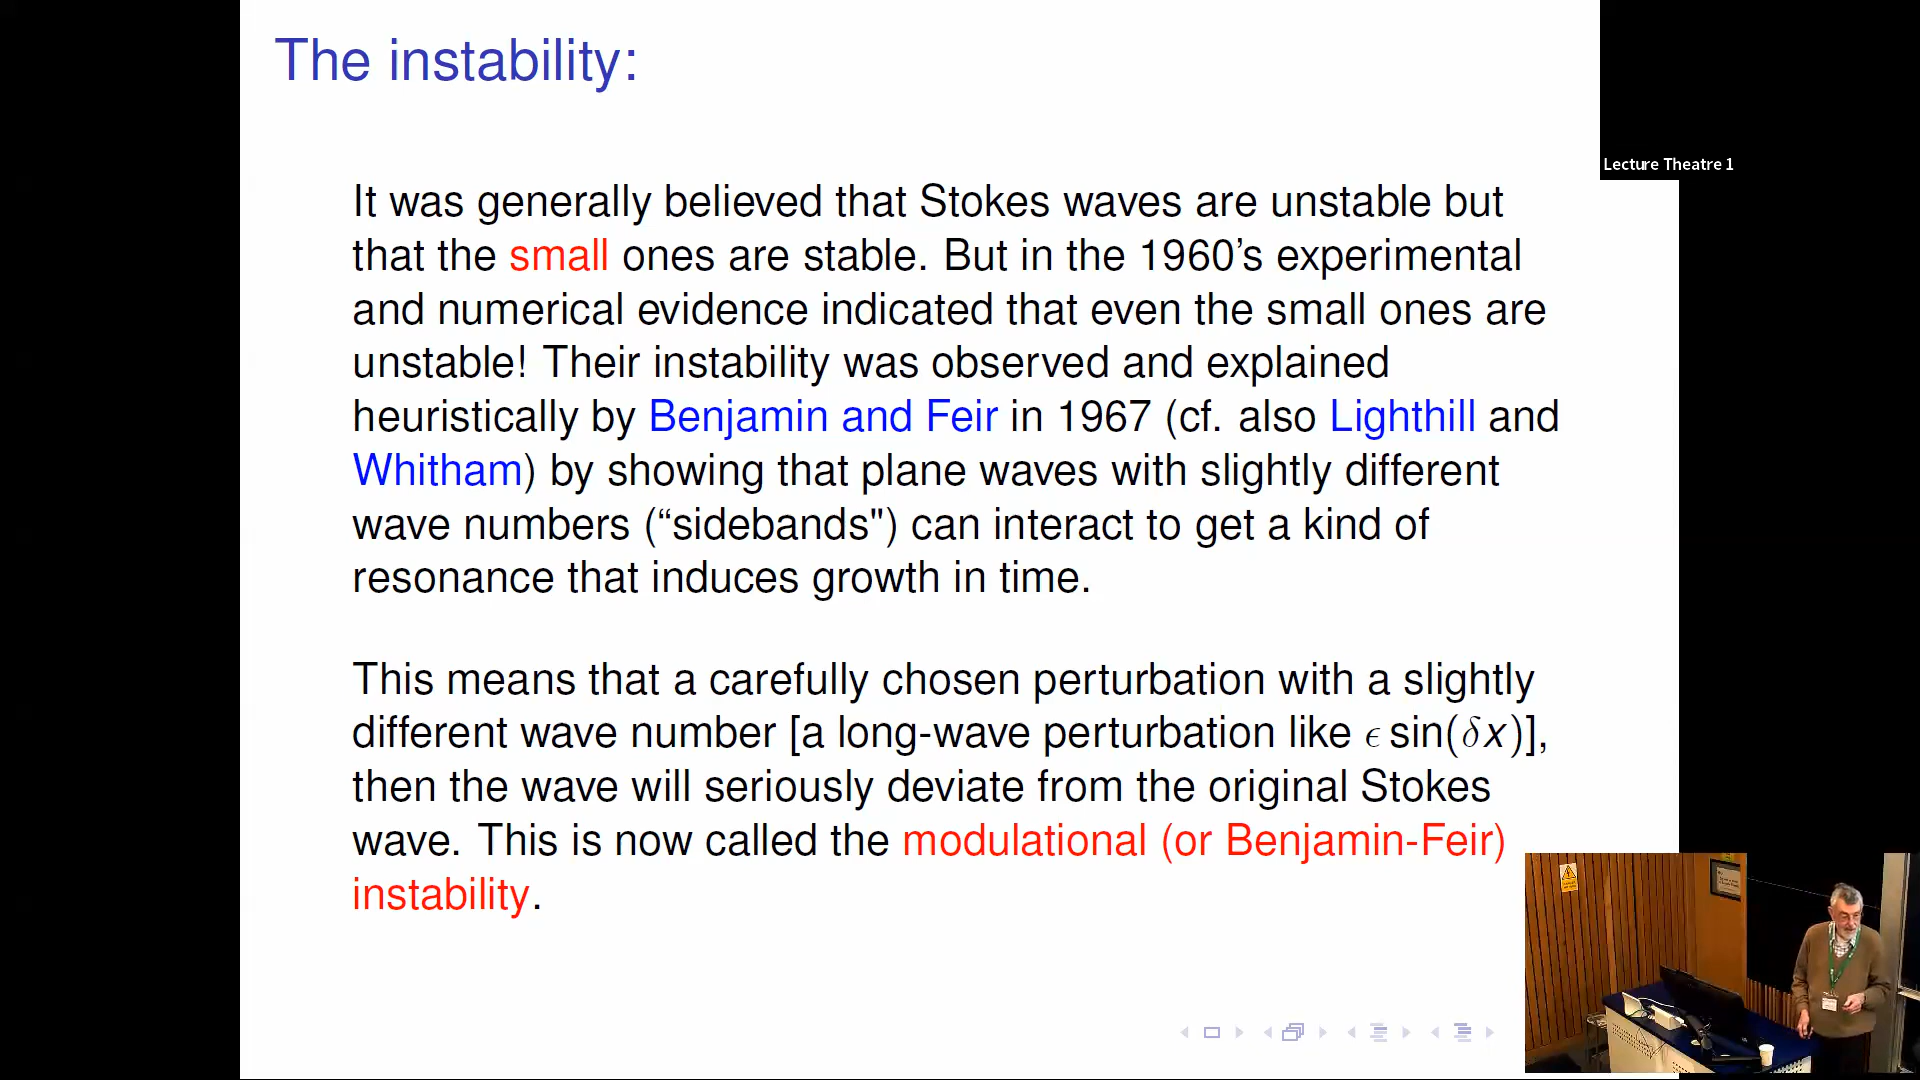 The instability:
Lecture Theatre 1
It was generally believed that Stokes waves are unstable but
that the small ones are stable. But in the 1960's experimental
and numerical evidence indicated that even the small ones are
unstable! Their instability was observed and explained
heuristically by Benjamin and Feir in 1967 (cf. also Lighthill and
Whitham) by showing that plane waves with slightly different
wave numbers (“sidebands") can interact to get a kind of
resonance that induces growth in time.
This means that a carefully chosen perturbation with a slightly
different wave number [a long-wave perturbation like ϵ sin(δx)],
then the wave will seriously deviate from the original Stokes
wave. This is now called the modulational (or Benjamin-Feir)
instability.